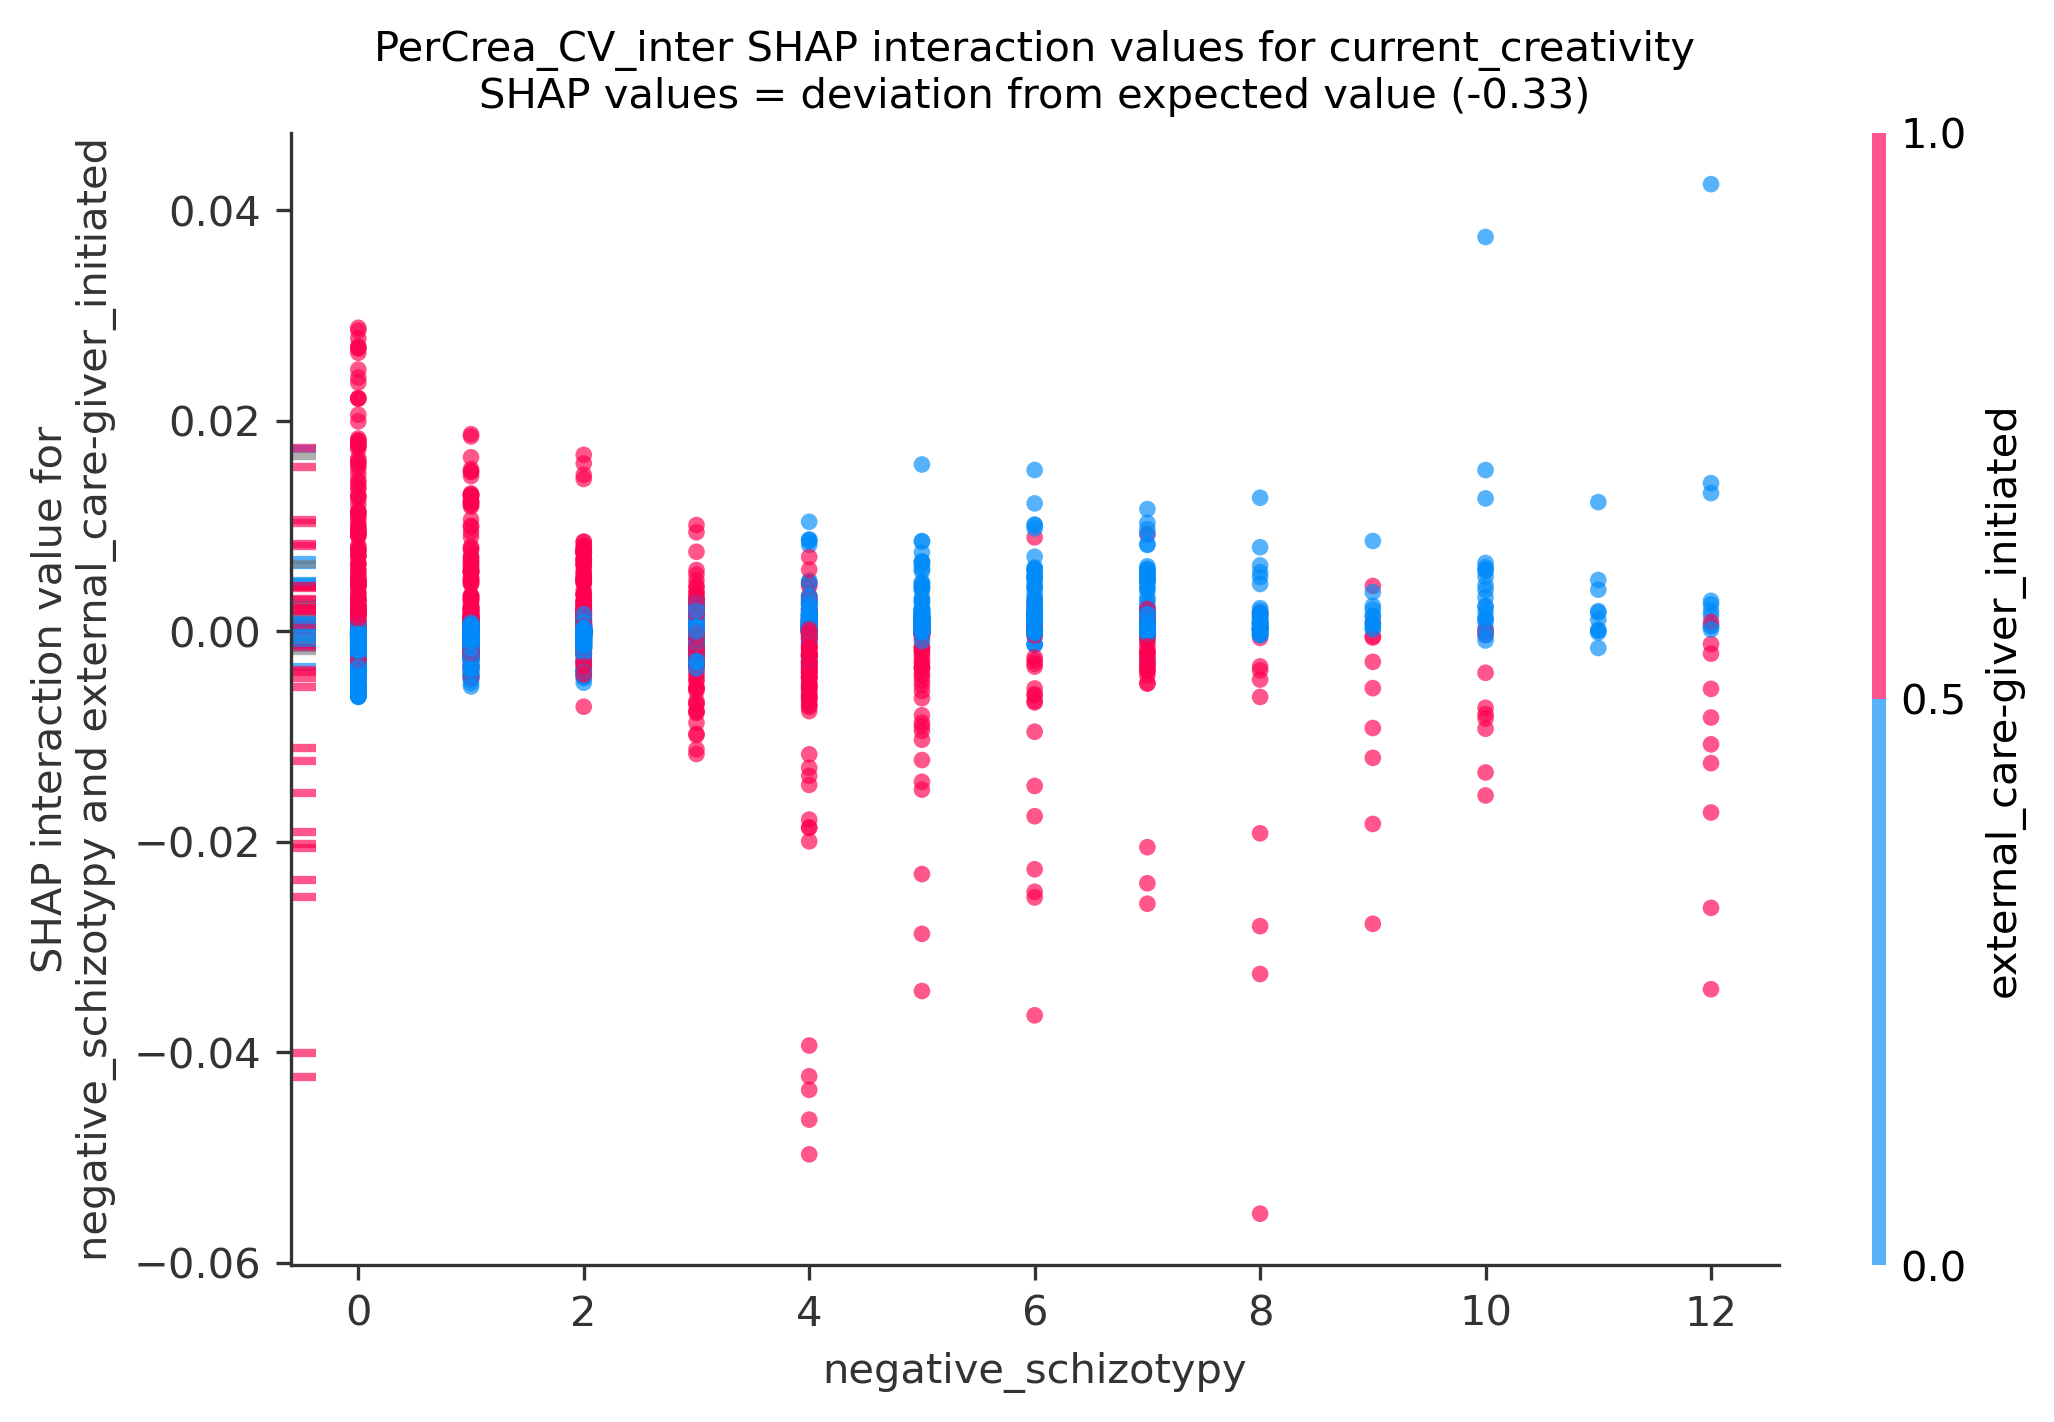 PerCrea_CV_inter SHAP interaction values for current_creativity
SHAP values = deviation from expected value (-0.33)
SHAP interaction value for
negative_schizotypy and external_care-giver_initiated
0.04
0.02
0.00
−0.02
−0.04
−0.06
0 2 4 6 8 10 12
negative_schizotypy
1.0
0.5
0.0
external_care-giver_initiated